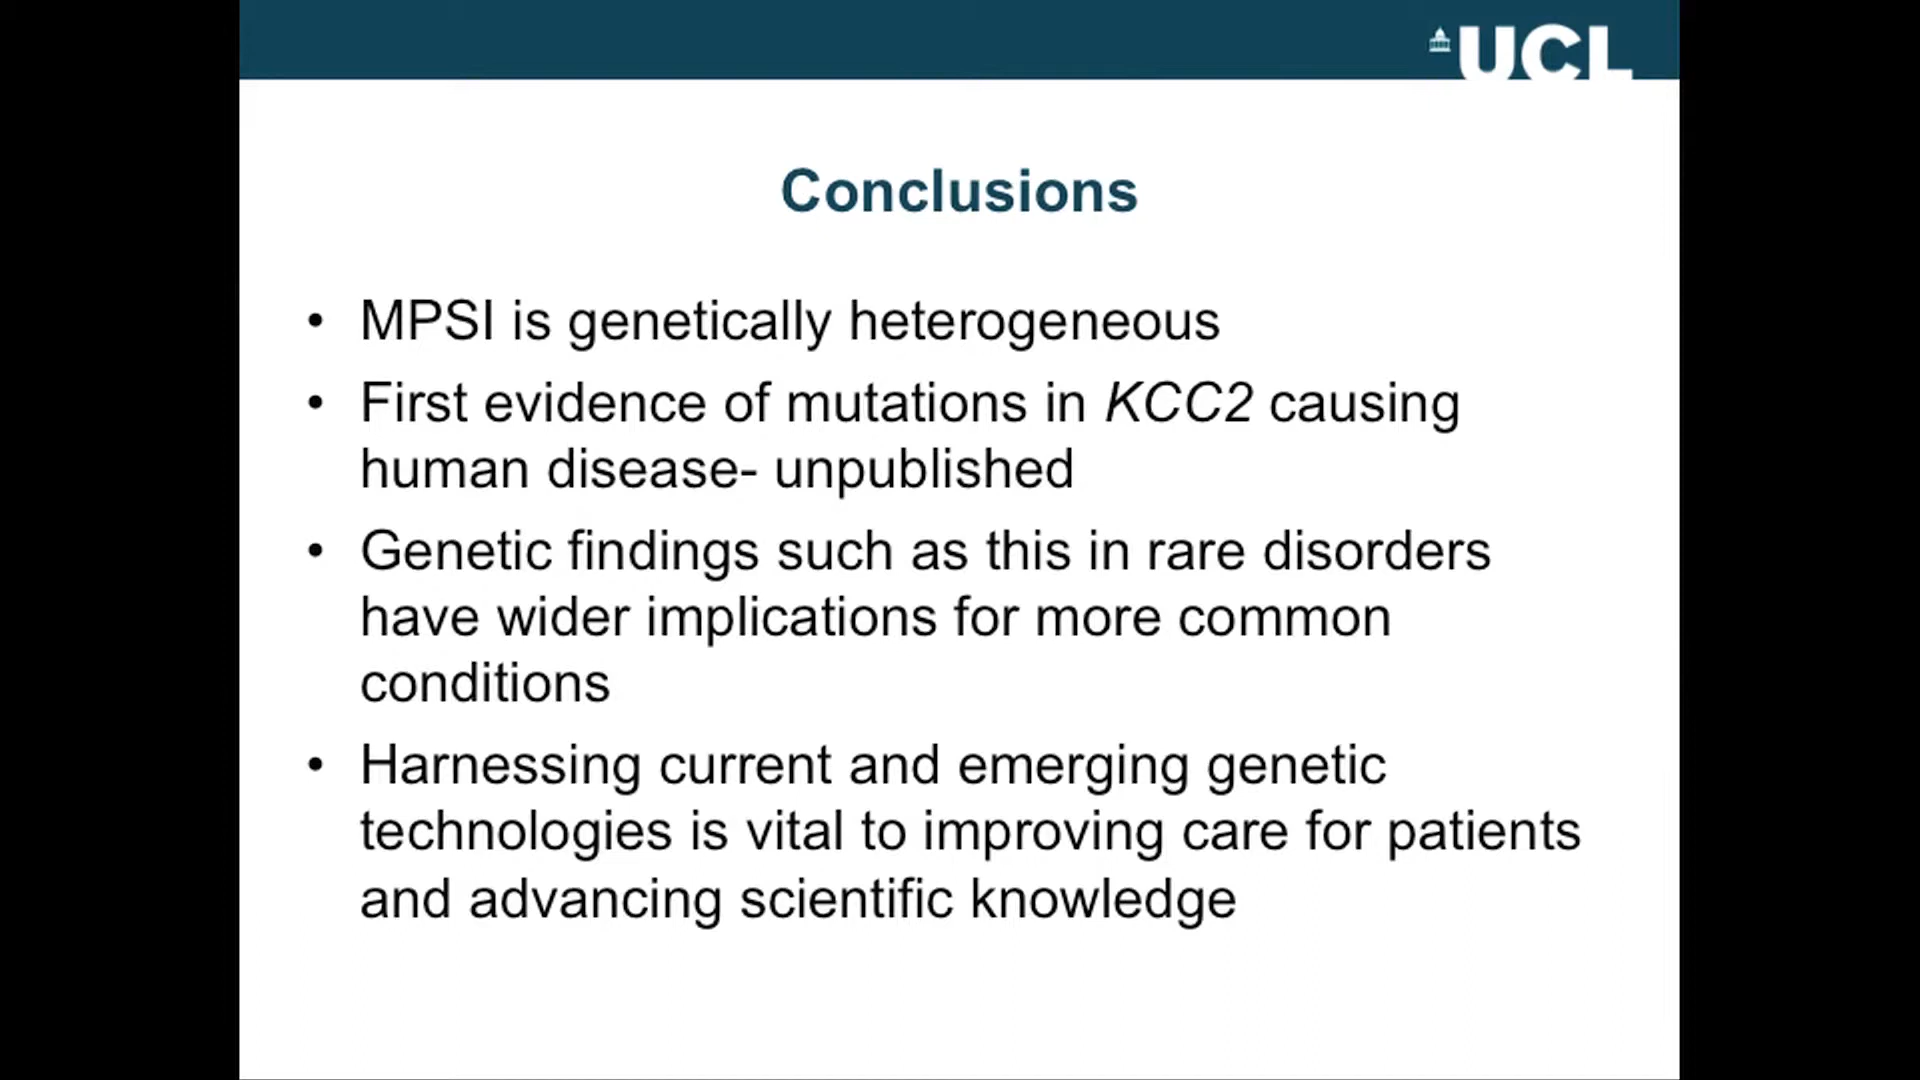 UCL
Conclusions
• MPSI is genetically heterogeneous
• First evidence of mutations in KCC2 causing
human disease- unpublished
• Genetic findings such as this in rare disorders
have wider implications for more common
conditions
• Harnessing current and emerging genetic
technologies is vital to improving care for patients
and advancing scientific knowledge